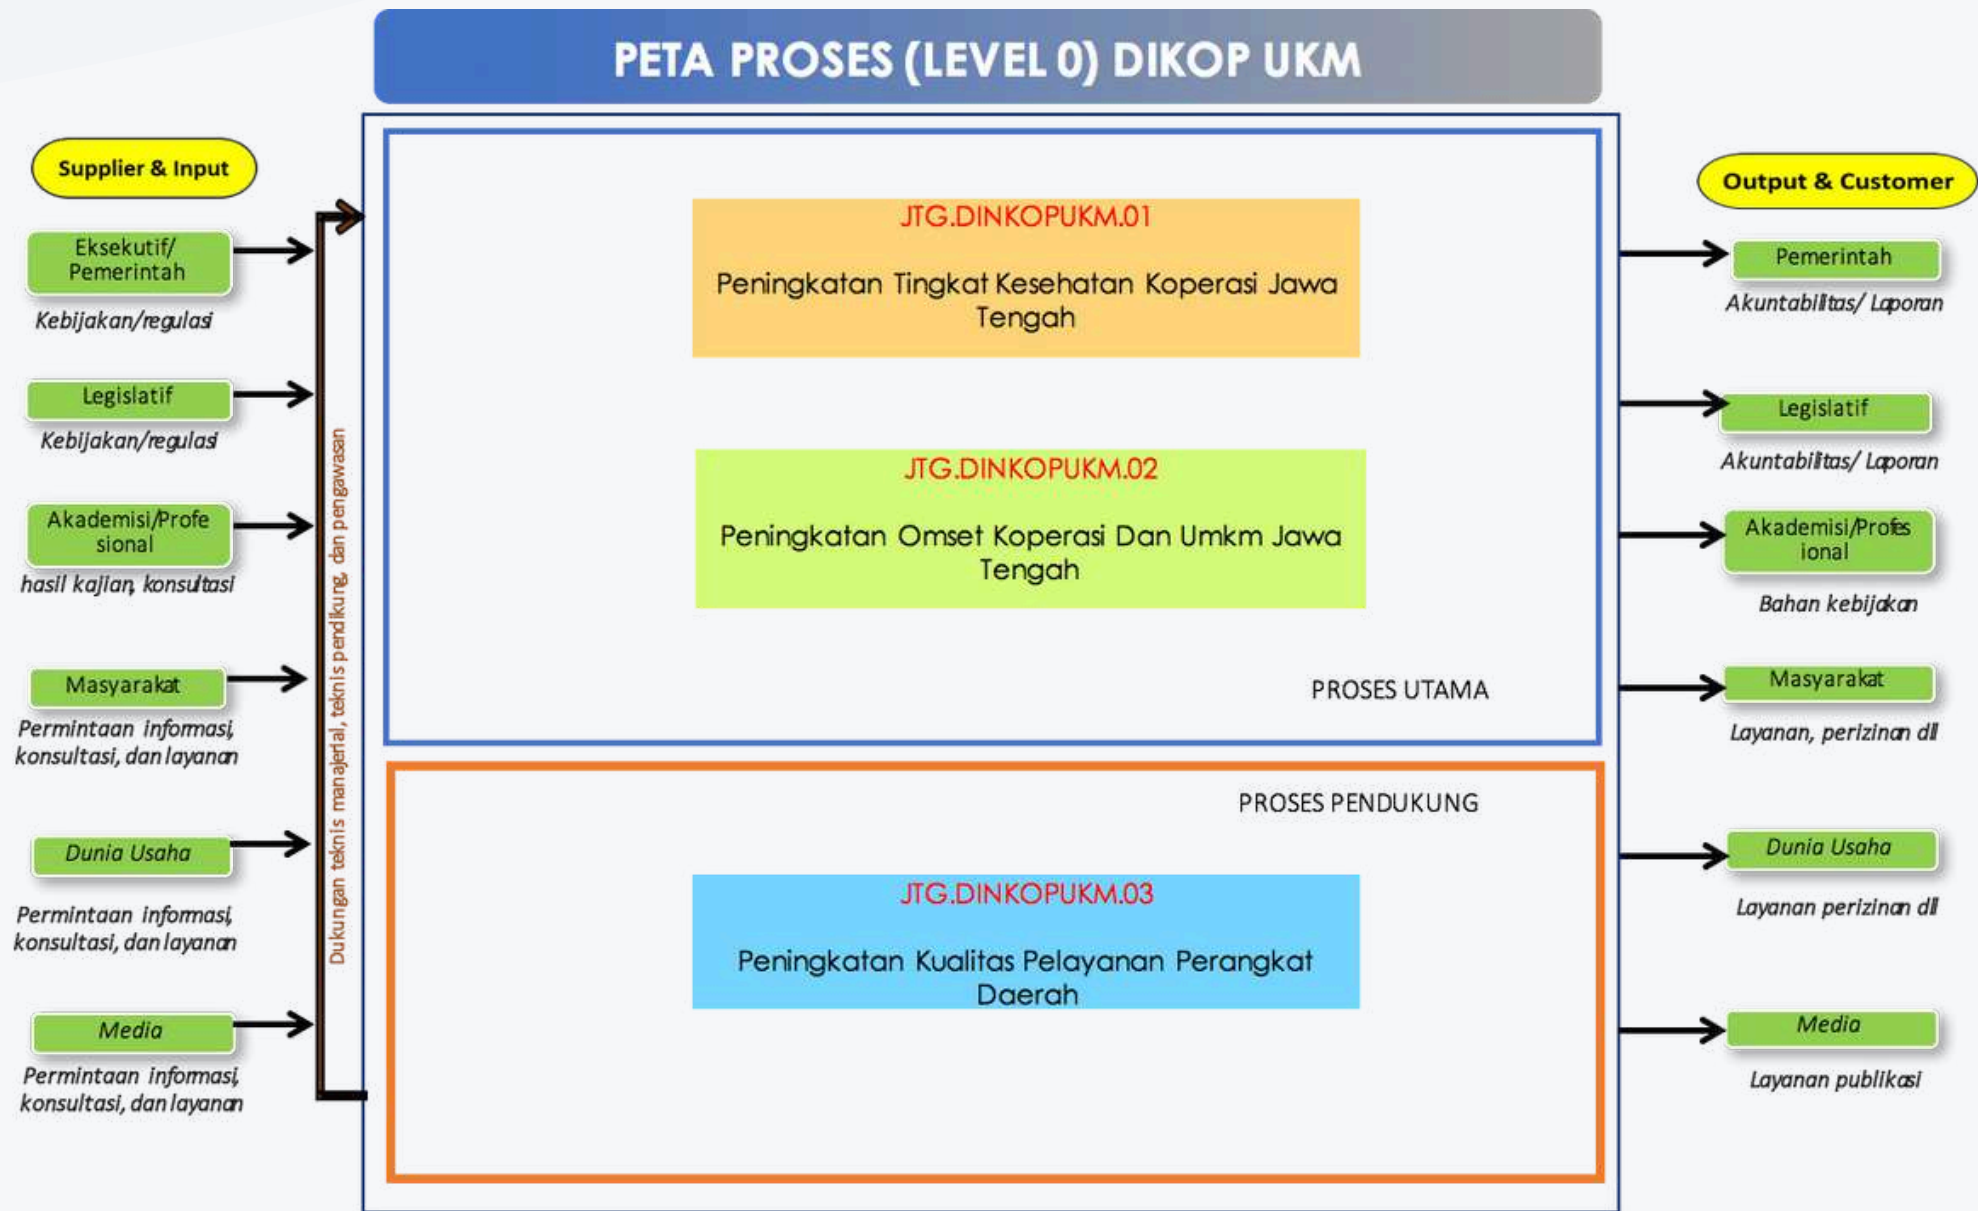 PETA PROSES (LEVEL 0) DIKOP UKM
Supplier & Input
Eksekutif/
Pemerintah
Kebijakan/regulasi
Legislatif
Kebijakan/regulasi
Akademisi/Profe
sional
hasil kajian, konsultasi
Masyarakat
Permintaan informasi,
konsultasi, dan layanan
Dunia Usaha
Permintaan informasi,
konsultasi, dan layanan
Media
Permintaan informasi,
konsultasi, dan layanan
Dukungan teknis manajerial, teknis pendikung, dan pengawasan
JTG.DINKOPUKM.01
Peningkatan Tingkat Kesehatan Koperasi Jawa
Tengah
JTG.DINKOPUKM.02
Peningkatan Omset Koperasi Dan Umkm Jawa
Tengah
PROSES UTAMA
PROSES PENDUKUNG
JTG.DINKOPUKM.03
Peningkatan Kualitas Pelayanan Perangkat
Daerah
Output & Customer
Pemerintah
Akuntabilitas/ Laporan
Legislatif
Akuntabilitas/ Laporan
Akademisi/Profes
ional
Bahan kebijakan
Masyarakat
Layanan, perizinan dll
Dunia Usaha
Layanan perizinan dll
Media
Layanan publikasi